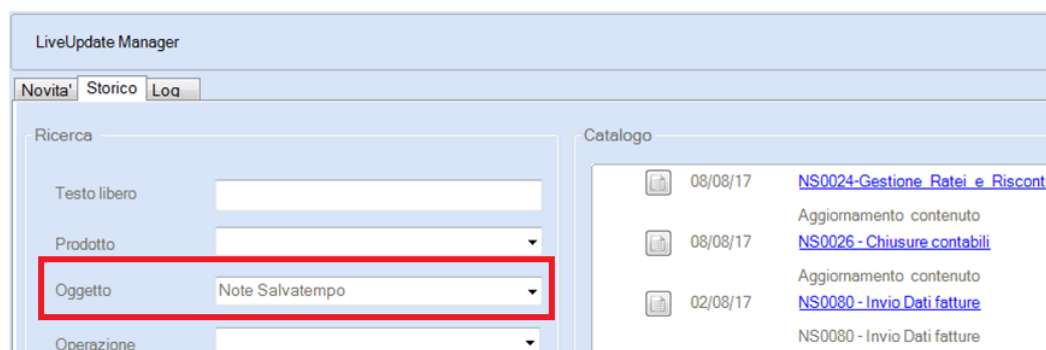 LiveUpdate Manager
Novita' Storico Log
Ricerca
Testo libero
Prodotto
Oggetto Note Salvatempo
Operazione
Catalogo
08/08/17 NS0024-Gestione Ratei e Riscont
Aggiornamento contenuto
08/08/17 NS0026 - Chiusure contabili
Aggiornamento contenuto
02/08/17 NS0080 - Invio Dati fatture
NS0080 - Invio Dati fatture